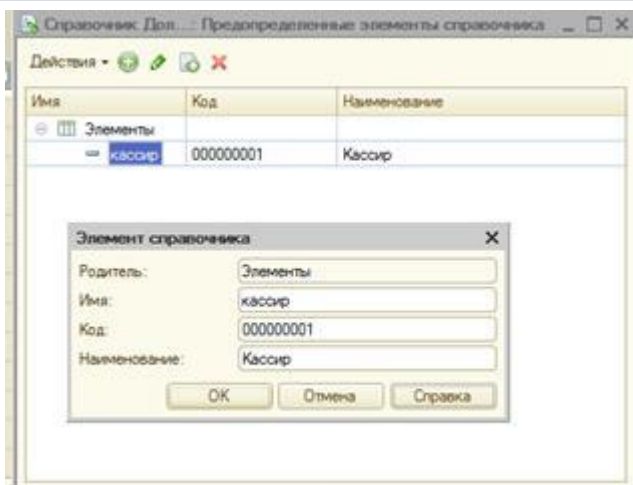 Справочник Дол...: Предопределенные элементы справочника
Действия
Имя Код Наименование
Элементы
кассир 000000001 Кассир
Элемент справочника
Родитель: Элементы
Имя: кассир
Код: 000000001
Наименование: Кассир
OK Отмена Справка